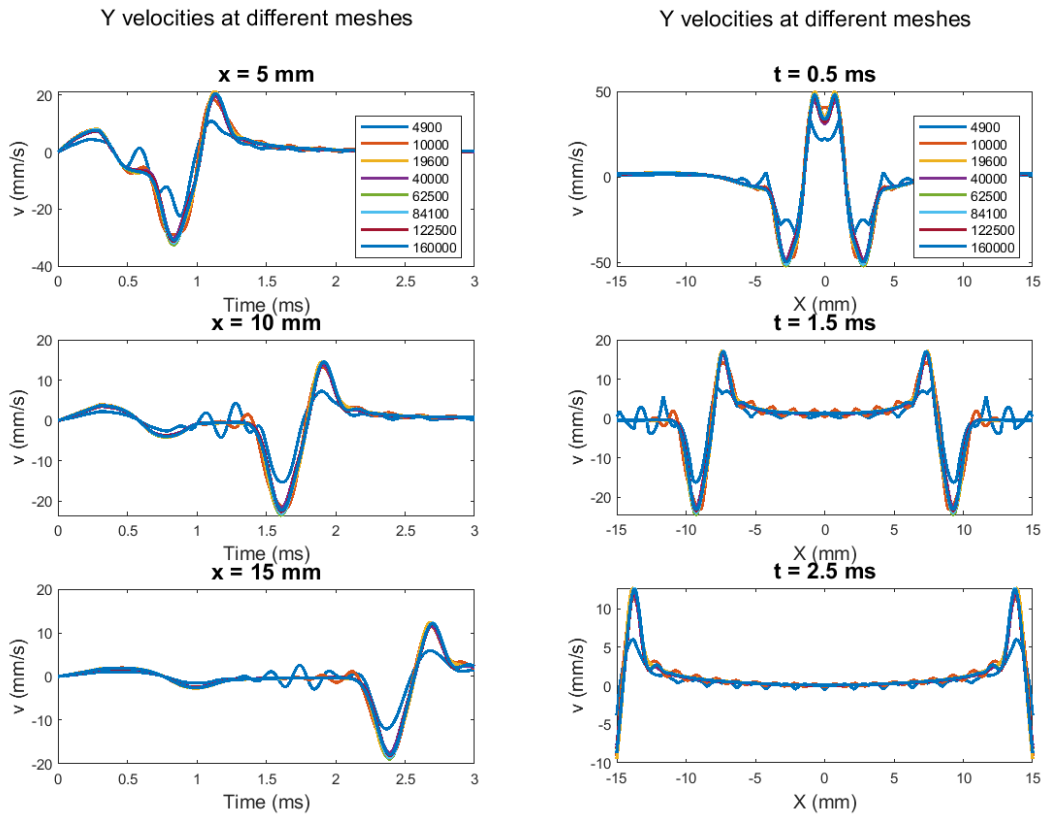 Y velocities at different meshes
x = 5 mm
20
0
-20
-40
v (mm/s)
4900
10000
19600
40000
62500
84100
122500
160000
0 0.5 1 1.5 2 2.5 3
Time (ms)
x = 10 mm
20
10
0
-10
-20
v (mm/s)
0 0.5 1 1.5 2 2.5 3
Time (ms)
x = 15 mm
20
10
0
-10
-20
v (mm/s)
0 0.5 1 1.5 2 2.5 3
Time (ms)
Y velocities at different meshes
t = 0.5 ms
50
0
-50
v (mm/s)
4900
10000
19600
40000
62500
84100
122500
160000
-15 -10 -5 0 5 10 15
X (mm)
t = 1.5 ms
20
10
0
-10
-20
v (mm/s)
-15 -10 -5 0 5 10 15
X (mm)
t = 2.5 ms
10
5
0
-5
-10
v (mm/s)
-15 -10 -5 0 5 10 15
X (mm)